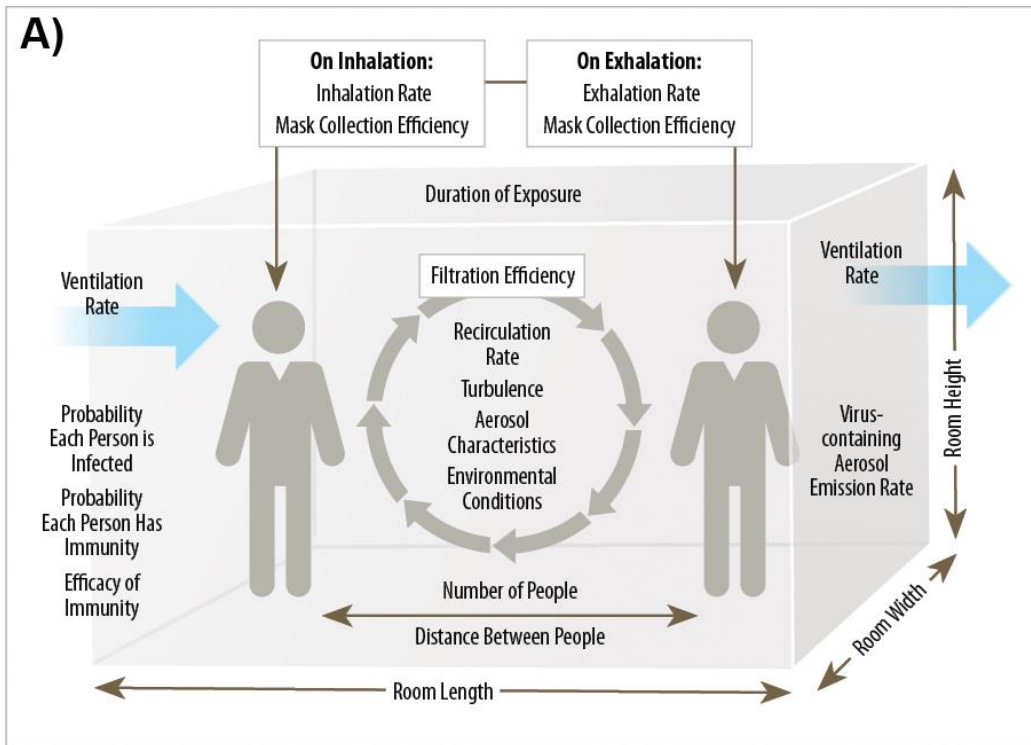 A)
On Inhalation:
Inhalation Rate
Mask Collection Efficiency
On Exhalation:
Exhalation Rate
Mask Collection Efficiency
Duration of Exposure
Ventilation
Rate
Filtration Efficiency
Ventilation
Rate
Recirculation
Rate
Turbulence
Aerosol
Characteristics
Environmental
Conditions
Probability
Each Person is
Infected
Probability
Each Person Has
Immunity
Efficacy of
Immunity
Virus-
containing
Aerosol
Emission Rate
Room Height
Number of People
Distance Between People
Room Width
Room Length